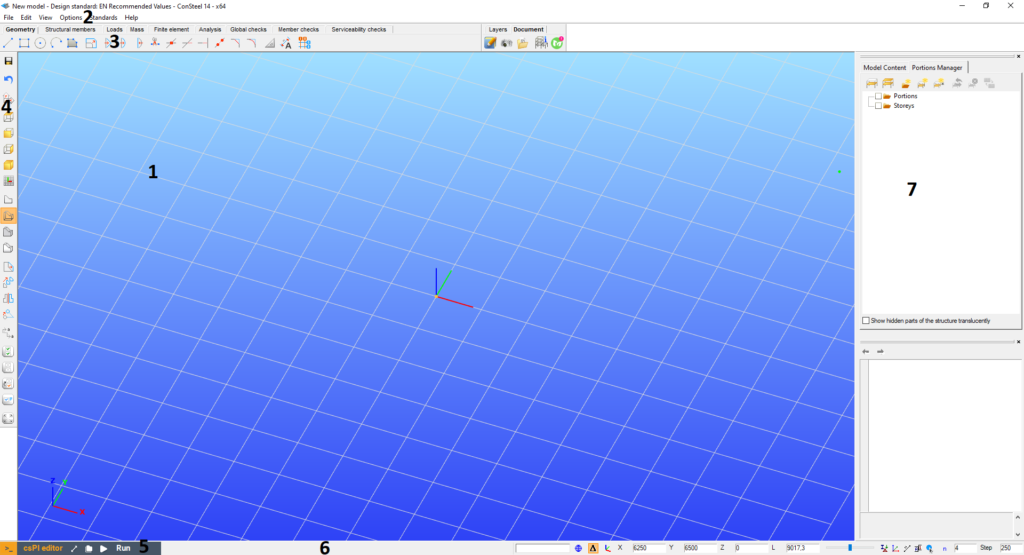 New model - Design standard: EN Recommended Values - ConSteel 14 - x64
File Edit View Options Standards Help
2
Geometry Structural members Loads Mass Finite element Analysis Global checks Member checks Serviceability checks
Layers Document
3
Model Content Portions Manager
Portions
Storeys
4
1
7
Show hidden parts of the structure translucently
Z
Y
X
>_ csPI editor Run 5
6
X 6250 Y 6500 Z 0 L 9017,3
n 4 Step 250